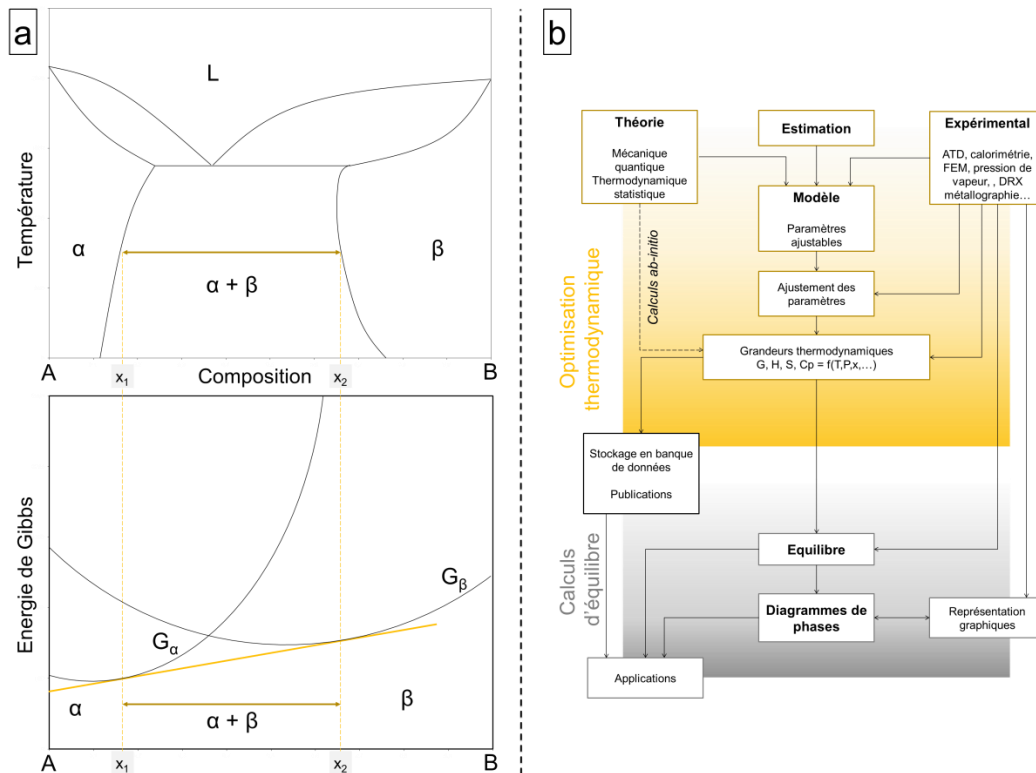 a
L
Température
α
β
α + β
A
x1
Composition
x2
B
Energie de Gibbs
Gα
Gβ
α
α + β
β
A
x1
x2
B
b
Théorie
Mécanique
quantique
Thermodynamique
statistique
Estimation
Expérimental
ATD, calorimétrie,
FEM, pression de
vapeur, , DRX
métallographie…
Modèle
Paramètres
ajustables
Calculs ab-initio
Ajustement des
paramètres
Optimisation
thermodynamique
Grandeurs thermodynamiques
G, H, S, Cp = f(T,P,x,…)
Stockage en banque
de données
Publications
Calculs
d'équilibre
Equilibre
Diagrammes de
phases
Représentation
graphiques
Applications